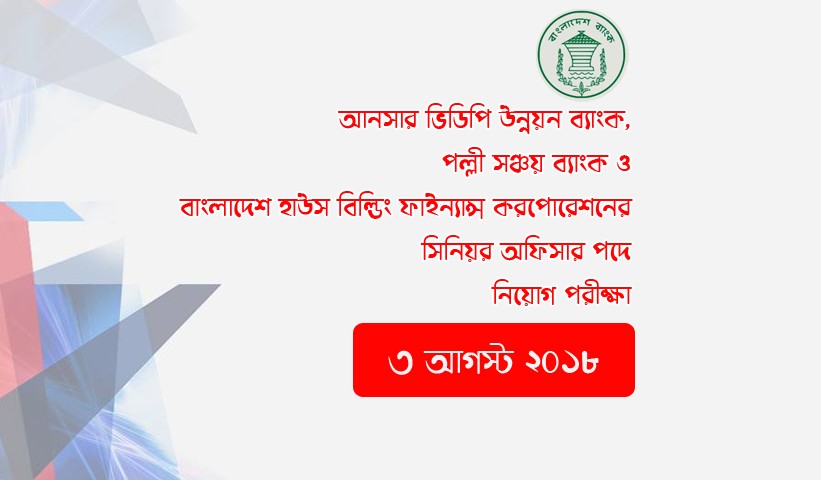 বাংলাদেশ ব্যাংক
আনসার ভিডিপি উন্নয়ন ব্যাংক,
পল্লী সঞ্চয় ব্যাংক ও
বাংলাদেশ হাউস বিল্ডিং ফাইন্যান্স করপোরেশনের
সিনিয়র অফিসার পদে
নিয়োগ পরীক্ষা
৩ আগস্ট ২০১৮